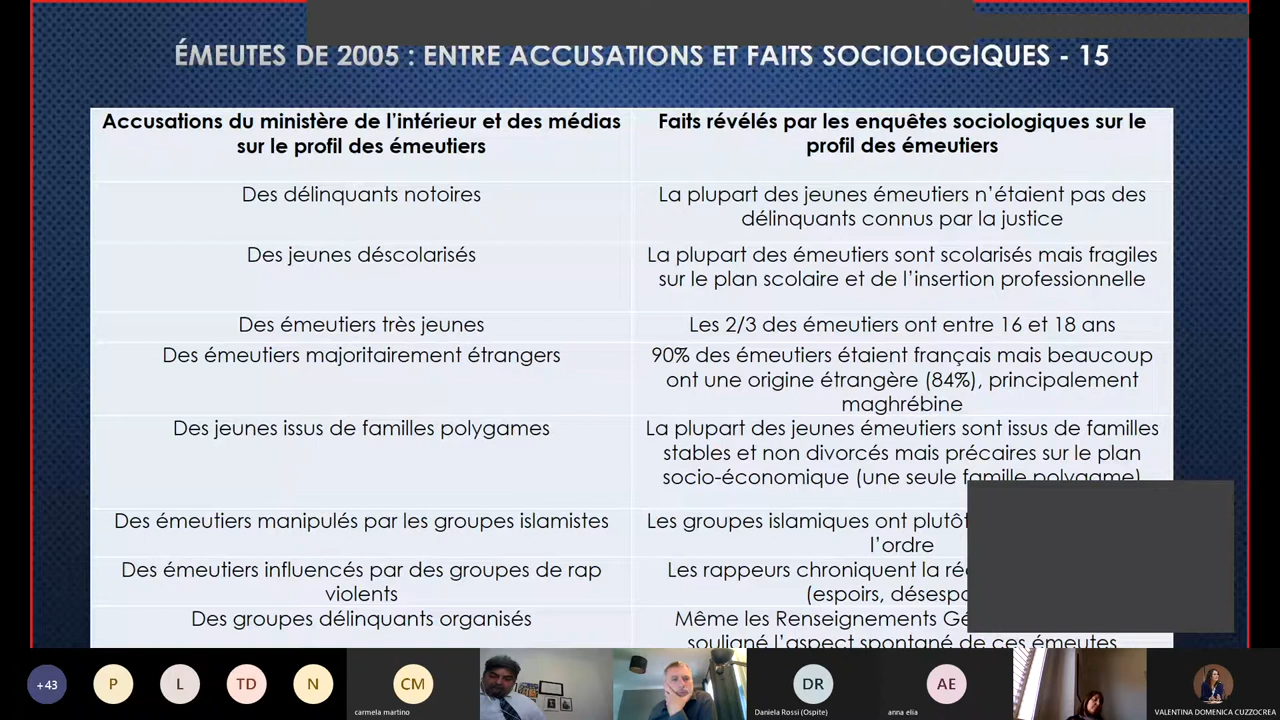 ÉMEUTES DE 2005 : ENTRE ACCUSATIONS ET FAITS SOCIOLOGIQUES - 15
Accusations du ministère de l'intérieur et des médias
sur le profil des émeutiers
Faits révélés par les enquêtes sociologiques sur le
profil des émeutiers
Des délinquants notoires
La plupart des jeunes émeutiers n'étaient pas des
délinquants connus par la justice
Des jeunes déscolarisés
La plupart des émeutiers sont scolarisés mais fragiles
sur le plan scolaire et de l'insertion professionnelle
Des émeutiers très jeunes
Les 2/3 des émeutiers ont entre 16 et 18 ans
Des émeutiers majoritairement étrangers
90% des émeutiers étaient français mais beaucoup
ont une origine étrangère (84%), principalement
maghrébine
Des jeunes issus de familles polygames
La plupart des jeunes émeutiers sont issus de familles
stables et non divorcés mais précaires sur le plan
socio-économique (une seule famille polygame)
Des émeutiers manipulés par les groupes islamistes
Les groupes islamiques ont plutôt
l'ordre
Des émeutiers influencés par des groupes de rap
violents
Les rappeurs chroniquent la
(espoirs,
Des groupes délinquants organisés
Même les Renseignements
souligné l'aspect spontané de ces émeutes
+43
P
L
TD
N
CM
carmela martino
DR
Daniela Rossi (Ospite)
AE
anna elia
VALENTINA DOMENICA CUZZOCREA